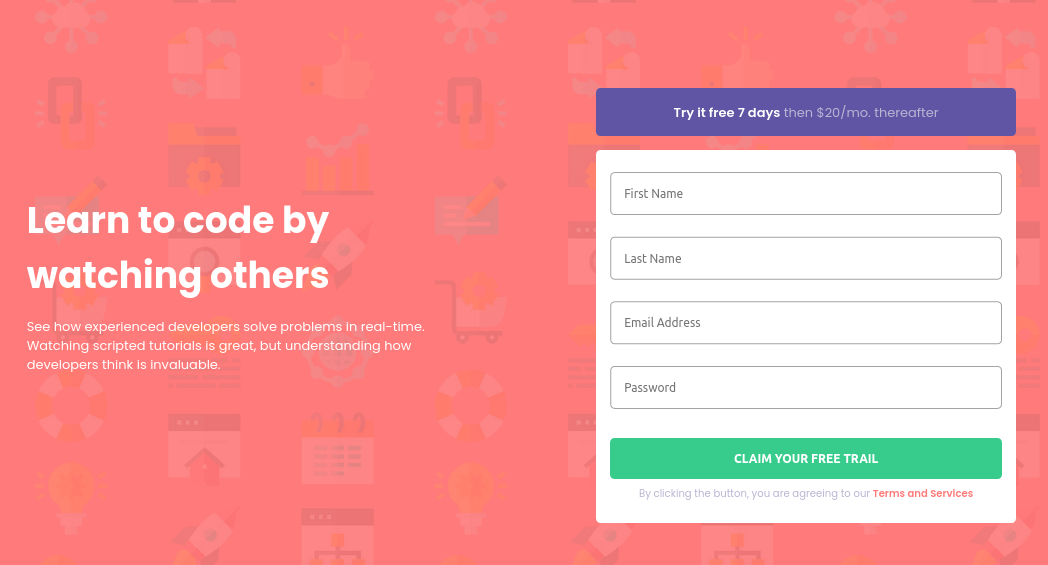 Learn to code by
watching others
See how experienced developers solve problems in real-time.
Watching scripted tutorials is great, but understanding how
developers think is invaluable.
Try it free 7 days then $20/mo. thereafter
First Name
Last Name
Email Address
Password
CLAIM YOUR FREE TRAIL
By clicking the button, you are agreeing to our Terms and Services